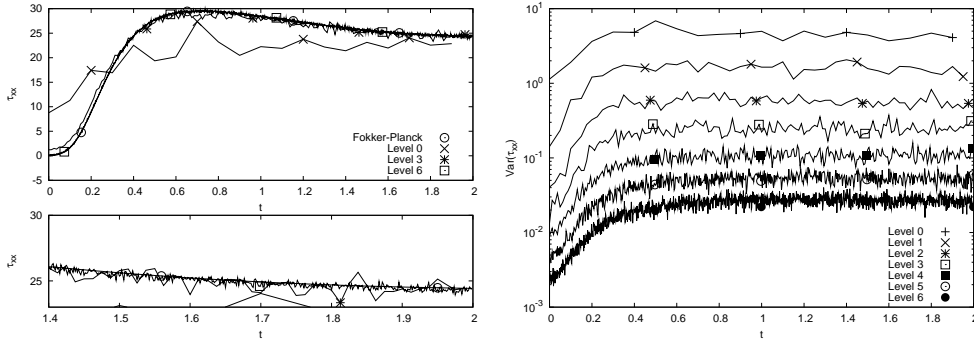 30
25
20
15
10
5
0
-5
τxx
0 0.2 0.4 0.6 0.8 1 1.2 1.4 1.6 1.8 2
t
Fokker-Planck
Level 0
Level 3
Level 6
30
25
τxx
1.4 1.5 1.6 1.7 1.8 1.9 2
t
10^1
10^0
10^-1
10^-2
10^-3
Var(τxx)
0 0.2 0.4 0.6 0.8 1 1.2 1.4 1.6 1.8 2
t
Level 0
Level 1
Level 2
Level 3
Level 4
Level 5
Level 6